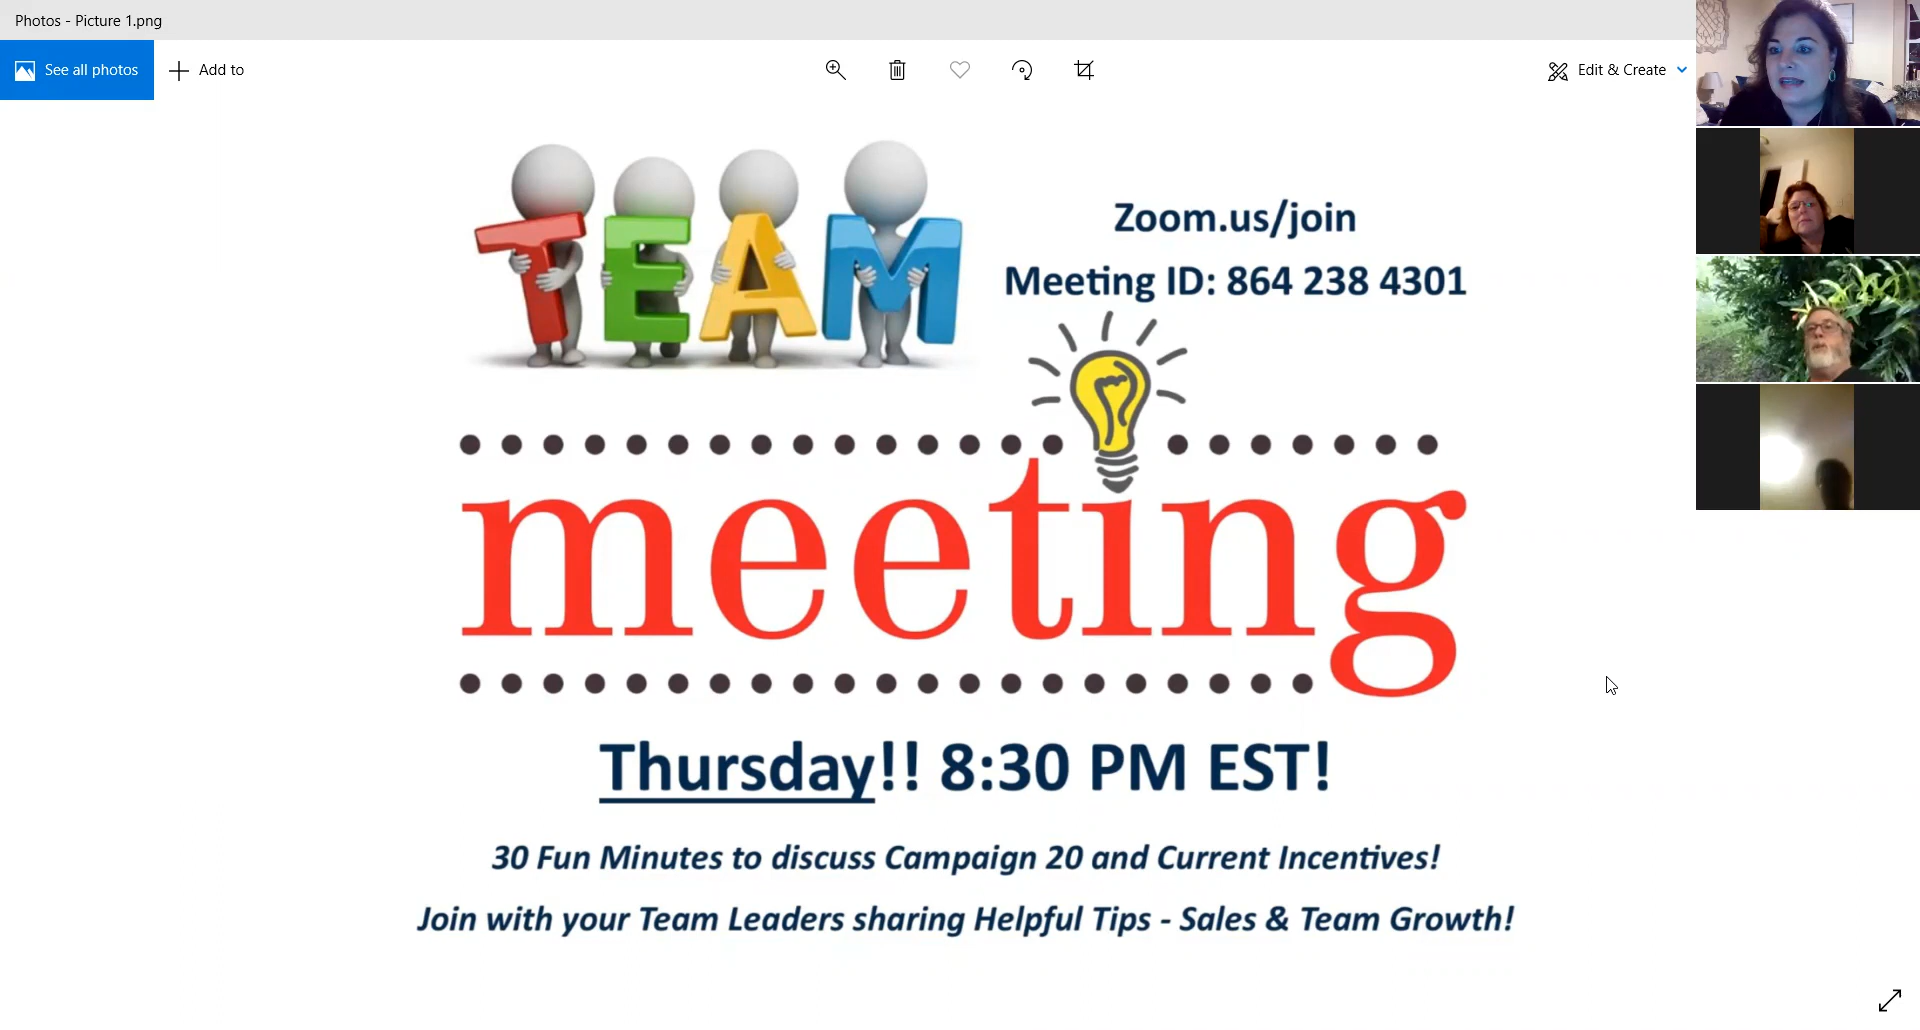 Photos - Picture 1.png
See all photos
Add to
Edit & Create
TEAM
Zoom.us/join
Meeting ID: 864 238 4301
meeting
Thursday!! 8:30 PM EST!
30 Fun Minutes to discuss Campaign 20 and Current Incentives!
Join with your Team Leaders sharing Helpful Tips - Sales & Team Growth!